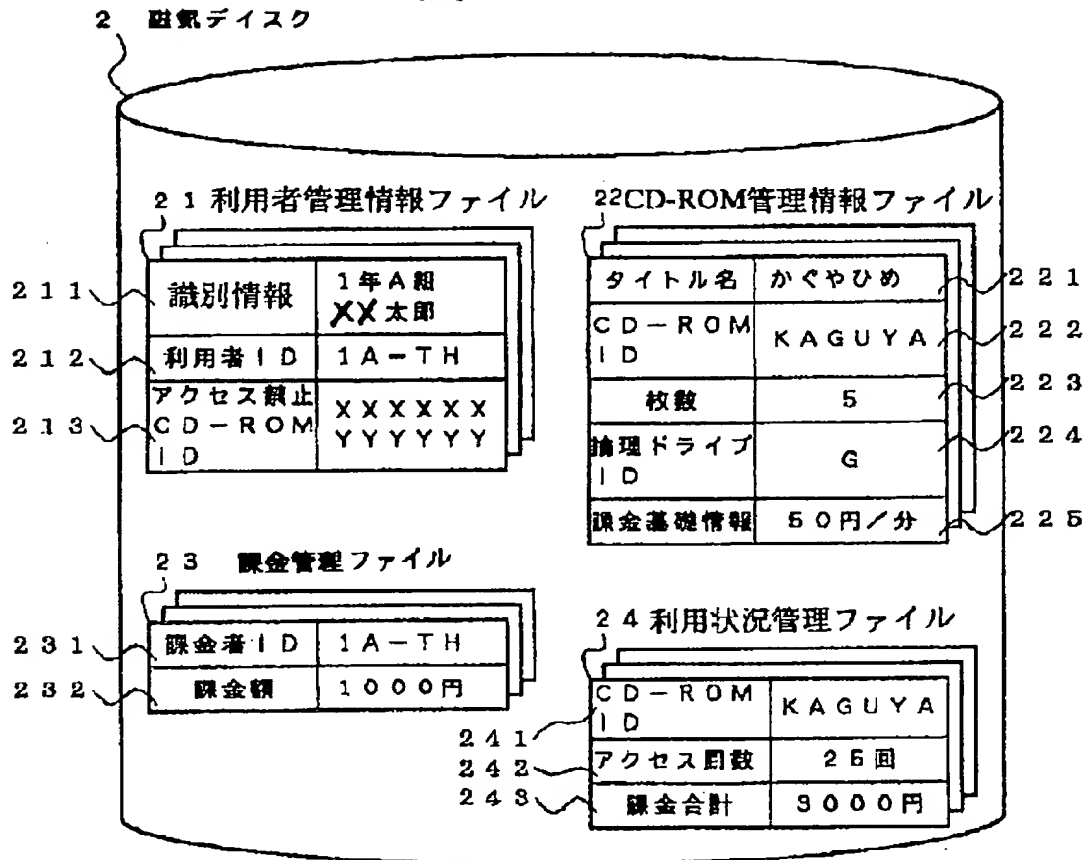 2 磁気デイスク
21利用者管理情報ファイル
211
識別情報
1年A組
XX太郎
212
利用者ID
1A-TH
213
アクセス禁止
CD-ROM
ID
XXXXXX
YYYYYY
22CD-ROM管理情報ファイル
タイトル名
かぐやひめ
221
CD-ROM
ID
KAGUYA
222
枚数
5
223
論理ドライブ
ID
G
224
課金基礎情報
50円/分
225
23 課金管理ファイル
231
課金者ID
1A-TH
232
課金額
1000円
24利用状況管理ファイル
241
CD-ROM
ID
KAGUYA
242
アクセス回数
25回
243
課金合計
3000円